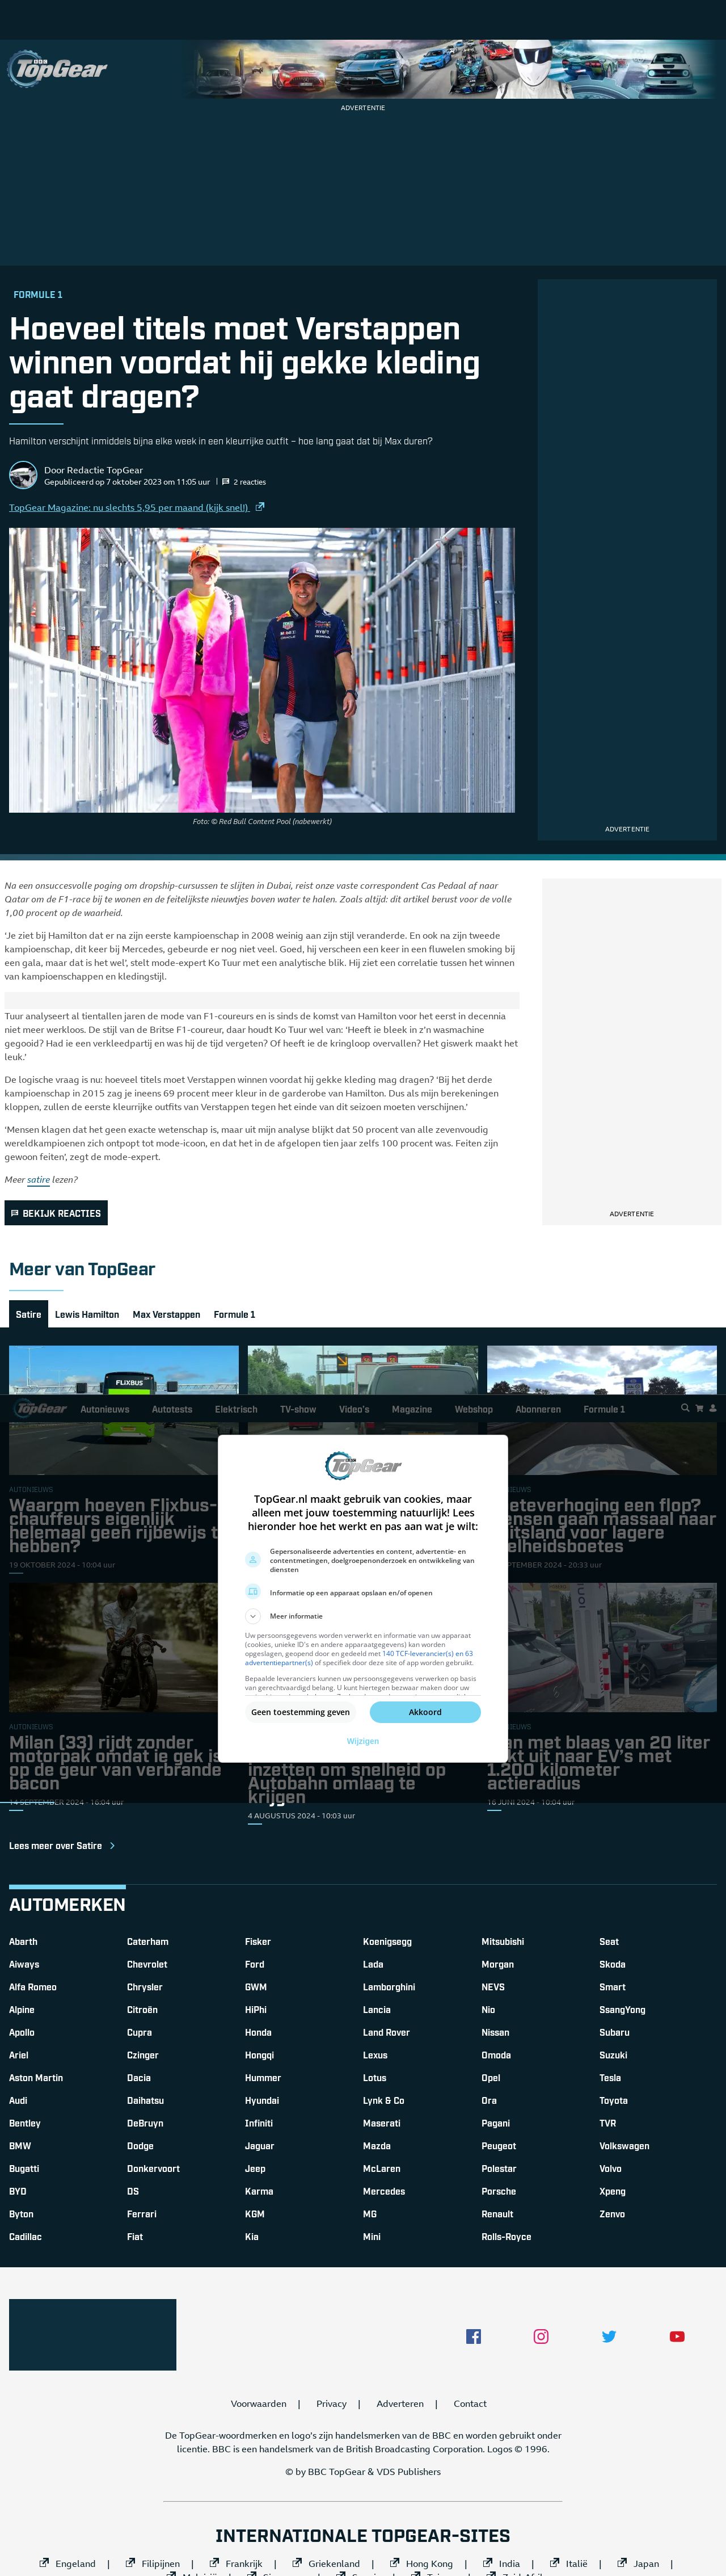 BBC TopGear
ADVERTENTIE
FORMULE 1
Hoeveel titels moet Verstappen
winnen voordat hij gekke kleding
gaat dragen?
Hamilton verschijnt inmiddels bijna elke week in een kleurrijke outfit – hoe lang gaat dat bij Max duren?
Door Redactie TopGear
Gepubliceerd op 7 oktober 2023 om 11:05 uur | 2 reacties
TopGear Magazine: nu slechts 5,95 per maand (kijk snel!)
Foto: © Red Bull Content Pool (nabewerkt)
ADVERTENTIE
Na een onsuccesvolle poging om dropship-cursussen te slijten in Dubai, reist onze vaste correspondent Cas Pedaal af naar
Qatar om de F1-race bij te wonen en de feitelijkste nieuwtjes boven water te halen. Zoals altijd: dit artikel berust voor de volle
1,00 procent op de waarheid.
'Je ziet bij Hamilton dat er na zijn eerste kampioenschap in 2008 weinig aan zijn stijl veranderde. En ook na zijn tweede
kampioenschap, dit keer bij Mercedes, gebeurde er nog niet veel. Goed, hij verscheen een keer in een fluwelen smoking bij
een gala, maar dat is het wel', stelt mode-expert Ko Tuur met een analytische blik. Hij ziet een correlatie tussen het winnen
van kampioenschappen en kledingstijl.
Tuur analyseert al tientallen jaren de mode van F1-coureurs en is sinds de komst van Hamilton voor het eerst in decennia
niet meer werkloos. De stijl van de Britse F1-coureur, daar houdt Ko Tuur wel van: 'Heeft ie bleek in z'n wasmachine
gegooid? Had ie een verkleedpartij en was hij de tijd vergeten? Of heeft ie de kringloop overvallen? Het giswerk maakt het
leuk.'
De logische vraag is nu: hoeveel titels moet Verstappen winnen voordat hij gekke kleding mag dragen? 'Bij het derde
kampioenschap in 2015 zag je ineens 69 procent meer kleur in de garderobe van Hamilton. Dus als mijn berekeningen
kloppen, zullen de eerste kleurrijke outfits van Verstappen tegen het einde van dit seizoen moeten verschijnen.'
'Mensen klagen dat het geen exacte wetenschap is, maar uit mijn analyse blijkt dat 50 procent van alle zevenvoudig
wereldkampioenen zich ontpopt tot mode-icoon, en dat het in de afgelopen tien jaar zelfs 100 procent was. Feiten zijn
gewoon feiten', zegt de mode-expert.
Meer satire lezen?
BEKIJK REACTIES
ADVERTENTIE
Meer van TopGear
Satire Lewis Hamilton Max Verstappen Formule 1
FLIXBUS
TopGear Autonieuws Autotests Elektrisch TV-show Video's Magazine Webshop Abonneren Formule 1
AUTONIEUWS
Waarom hoeven Flixbus-
chauffeurs eigenlijk
helemaal geen rijbewijs t
hebben?
19 OKTOBER 2024 - 10:04 uur
eteverhoging een flop?
ensen gaan massaal naar
itsland voor lagere
elheidsboetes
PTEMBER 2024 - 20:33 uur
BBC TopGear
TopGear.nl maakt gebruik van cookies, maar
alleen met jouw toestemming natuurlijk! Lees
hieronder hoe het werkt en pas aan wat je wilt:
Gepersonaliseerde advertenties en content, advertentie- en
contentmetingen, doelgroepenonderzoek en ontwikkeling van
diensten
Informatie op een apparaat opslaan en/of openen
Meer informatie
Uw persoonsgegevens worden verwerkt en informatie van uw apparaat
(cookies, unieke ID's en andere apparaatgegevens) kan worden
opgeslagen, geopend door en gedeeld met 140 TCF-leverancier(s) en 63
advertentiepartner(s) of specifiek door deze site of app worden gebruikt.
Bepaalde leveranciers kunnen uw persoonsgegevens verwerken op basis
van gerechtvaardigd belang. U kunt hiertegen bezwaar maken door uw
Geen toestemming geven
Akkoord
Wijzigen
AUTONIEUWS
Milan (33) rijdt zonder
motorpak omdat ie gek is
op de geur van verbrande
bacon
14 SEPTEMBER 2024 - 16:04 uur
inzetten om snelheid op
Autobahn omlaag te
krijgen
4 AUGUSTUS 2024 - 10:03 uur
an met blaas van 20 liter
kt uit naar EV's met
1.200 kilometer
actieradius
16 JUNI 2024 - 10:04 uur
Lees meer over Satire
AUTOMERKEN
Abarth Caterham Fisker Koenigsegg Mitsubishi Seat
Aiways Chevrolet Ford Lada Morgan Skoda
Alfa Romeo Chrysler GWM Lamborghini NEVS Smart
Alpine Citroën HiPhi Lancia Nio SsangYong
Apollo Cupra Honda Land Rover Nissan Subaru
Ariel Czinger Hongqi Lexus Omoda Suzuki
Aston Martin Dacia Hummer Lotus Opel Tesla
Audi Daihatsu Hyundai Lynk & Co Ora Toyota
Bentley DeBruyn Infiniti Maserati Pagani TVR
BMW Dodge Jaguar Mazda Peugeot Volkswagen
Bugatti Donkervoort Jeep McLaren Polestar Volvo
BYD DS Karma Mercedes Porsche Xpeng
Byton Ferrari KGM MG Renault Zenvo
Cadillac Fiat Kia Mini Rolls-Royce
Voorwaarden | Privacy | Adverteren | Contact
De TopGear-woordmerken en logo's zijn handelsmerken van de BBC en worden gebruikt onder
licentie. BBC is een handelsmerk van de British Broadcasting Corporation. Logos © 1996.
© by BBC TopGear & VDS Publishers
INTERNATIONALE TOPGEAR-SITES
Engeland | Filipijnen | Frankrijk | Griekenland | Hong Kong | India | Italië | Japan |